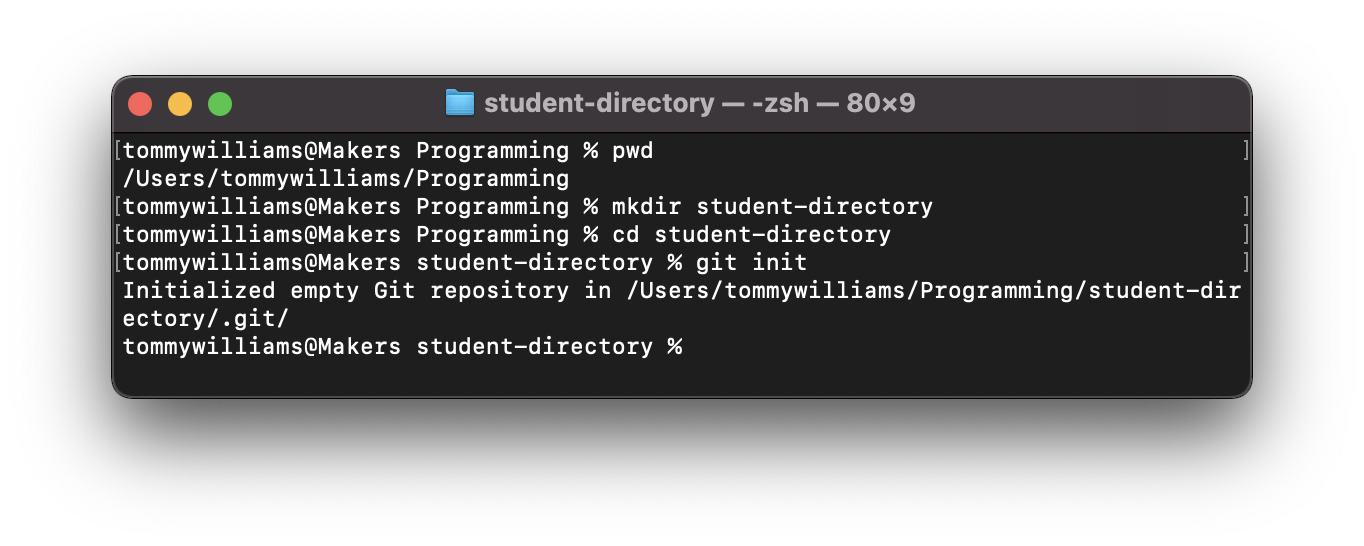 student-directory — -zsh — 80×9
[tommywilliams@Makers Programming % pwd ]
/Users/tommywilliams/Programming
[tommywilliams@Makers Programming % mkdir student-directory ]
[tommywilliams@Makers Programming % cd student-directory ]
[tommywilliams@Makers student-directory % git init ]
Initialized empty Git repository in /Users/tommywilliams/Programming/student-dir
ectory/.git/
tommywilliams@Makers student-directory %